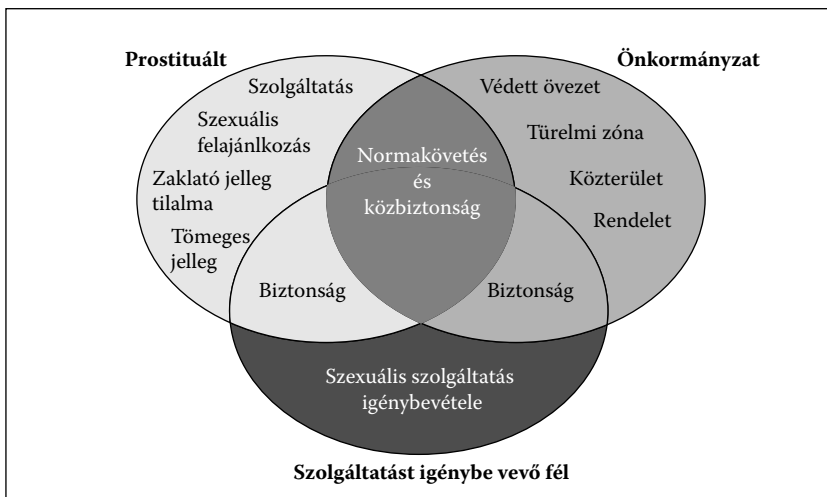 Prostituált
Önkormányzat
Szolgáltatás
Szexuális
felajánlkozás
Zaklató jelleg
tilalma
Tömeges
jelleg
Védett övezet
Türelmi zóna
Közterület
Rendelet
Normakövetés
és
közbiztonság
Biztonság
Biztonság
Szexuális szolgáltatás
igénybevétele
Szolgáltatást igénybe vevő fél